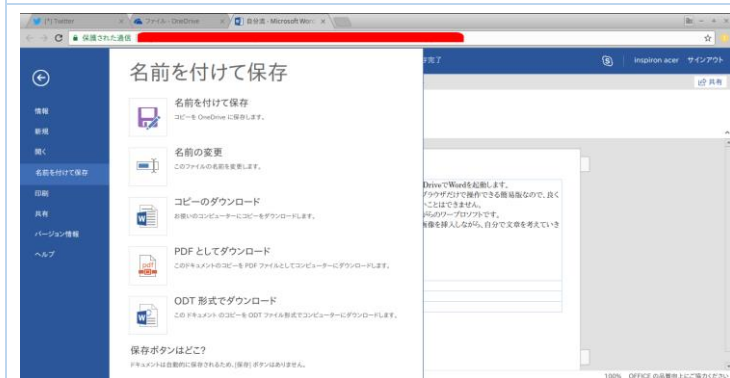 (*) Twitter
ファイル - OneDrive
自分流 - Microsoft Word
保護された通信
完了
inspiron acer サインアウト
共有
情報
新規
開く
名前を付けて保存
印刷
共有
バージョン情報
ヘルプ
名前を付けて保存
名前を付けて保存
コピーを OneDrive に保存します。
名前の変更
このファイルの名前を変更します。
コピーのダウンロード
お使いのコンピューターにコピーをダウンロードします。
PDF としてダウンロード
このドキュメントのコピーを PDF ファイルとしてコンピューターにダウンロードします。
ODT 形式でダウンロード
この ドキュメント のコピーを ODT ファイル形式でコンピューターにダウンロードします。
保存ボタンはどこ?
ドキュメントは自動的に保存されるため、[保存] ボタンはありません。
DriveでWordを起動します。
ブラウザだけで操作できる簡易版なので、良く
いことはできません。
がらのワープロソフトです。
画像を挿入しながら、自分で文章を考えていき
100% OFFICE の品質向上にご協力ください